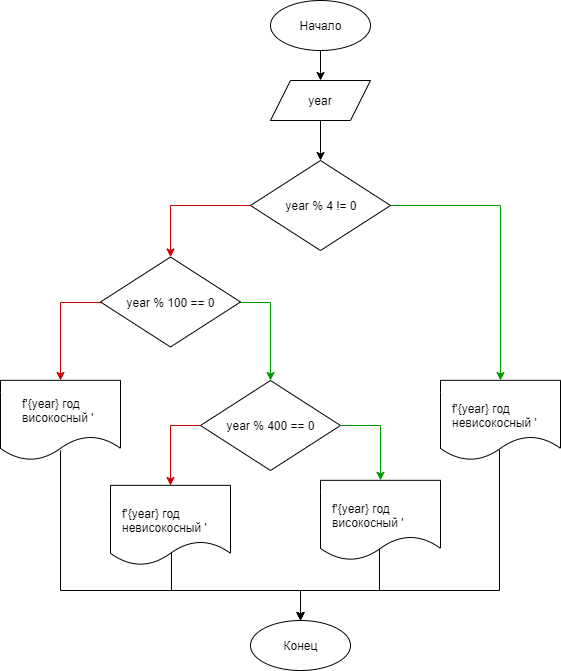 Начало
year
year % 4 != 0
year % 100 == 0
f'{year} год
високосный '
f'{year} год
невисокосный '
year % 400 == 0
f'{year} год
невисокосный '
f'{year} год
високосный '
Конец